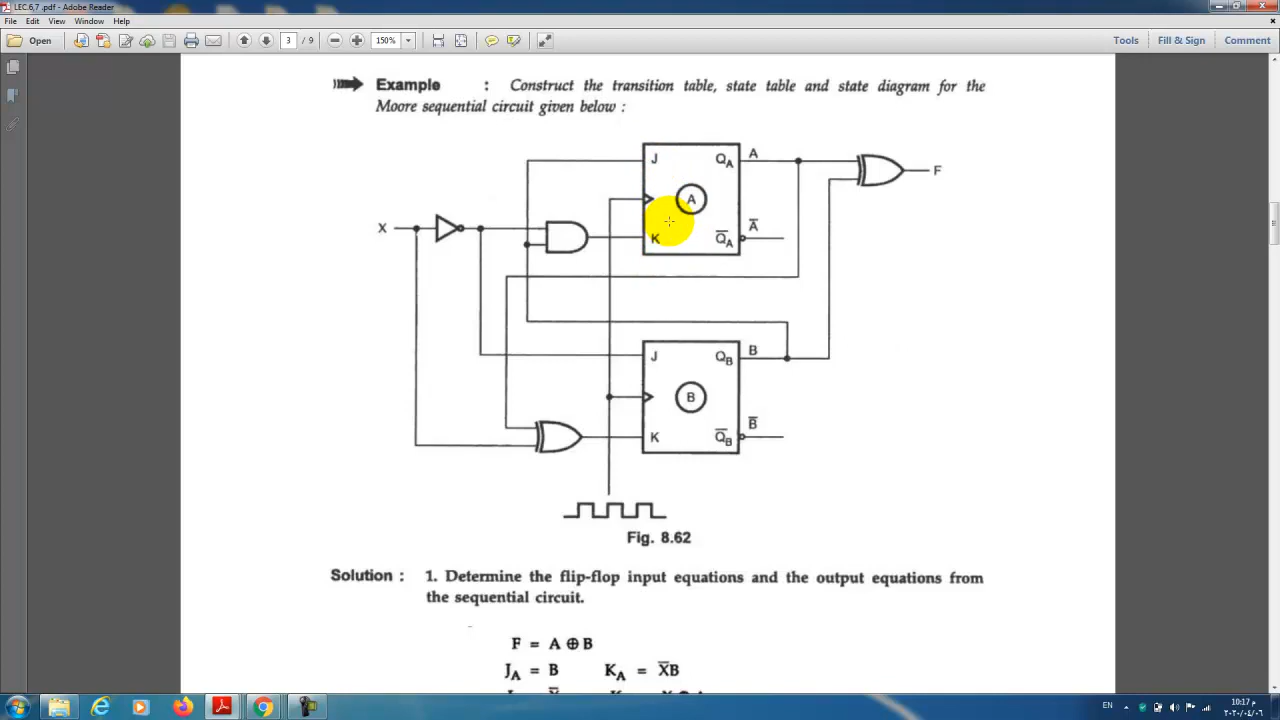 LEC.6,7 .pdf - Adobe Reader
File Edit View Window Help
Open 3 / 9 150% Tools Fill & Sign Comment
Example : Construct the transition table, state table and state diagram for the
Moore sequential circuit given below :
J QA A
F
A
X
K Q̅A A̅
J QB B
B
K Q̅B B̅
Fig. 8.62
Solution : 1. Determine the flip-flop input equations and the output equations from
the sequential circuit.
F = A ⊕ B
JA = B KA = X̅B
EN
م 10:17